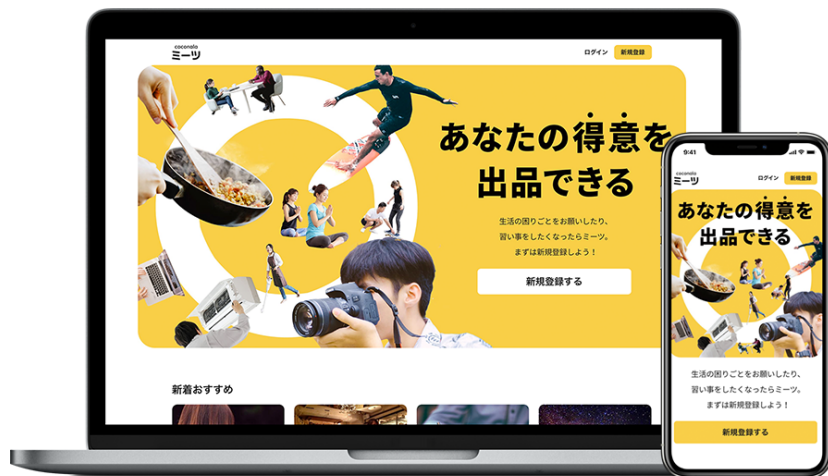 coconala
ミーツ
ログイン
新規登録
あなたの得意を
出品できる
生活の困りごとをお願いしたり、
習い事をしたくなったらミーツ。
まずは新規登録しよう！
新規登録する
新着おすすめ
9:41
coconala
ミーツ
ログイン
新規登録
あなたの得意を
出品できる
生活の困りごとをお願いしたり、
習い事をしたくなったらミーツ。
まずは新規登録しよう！
新規登録する